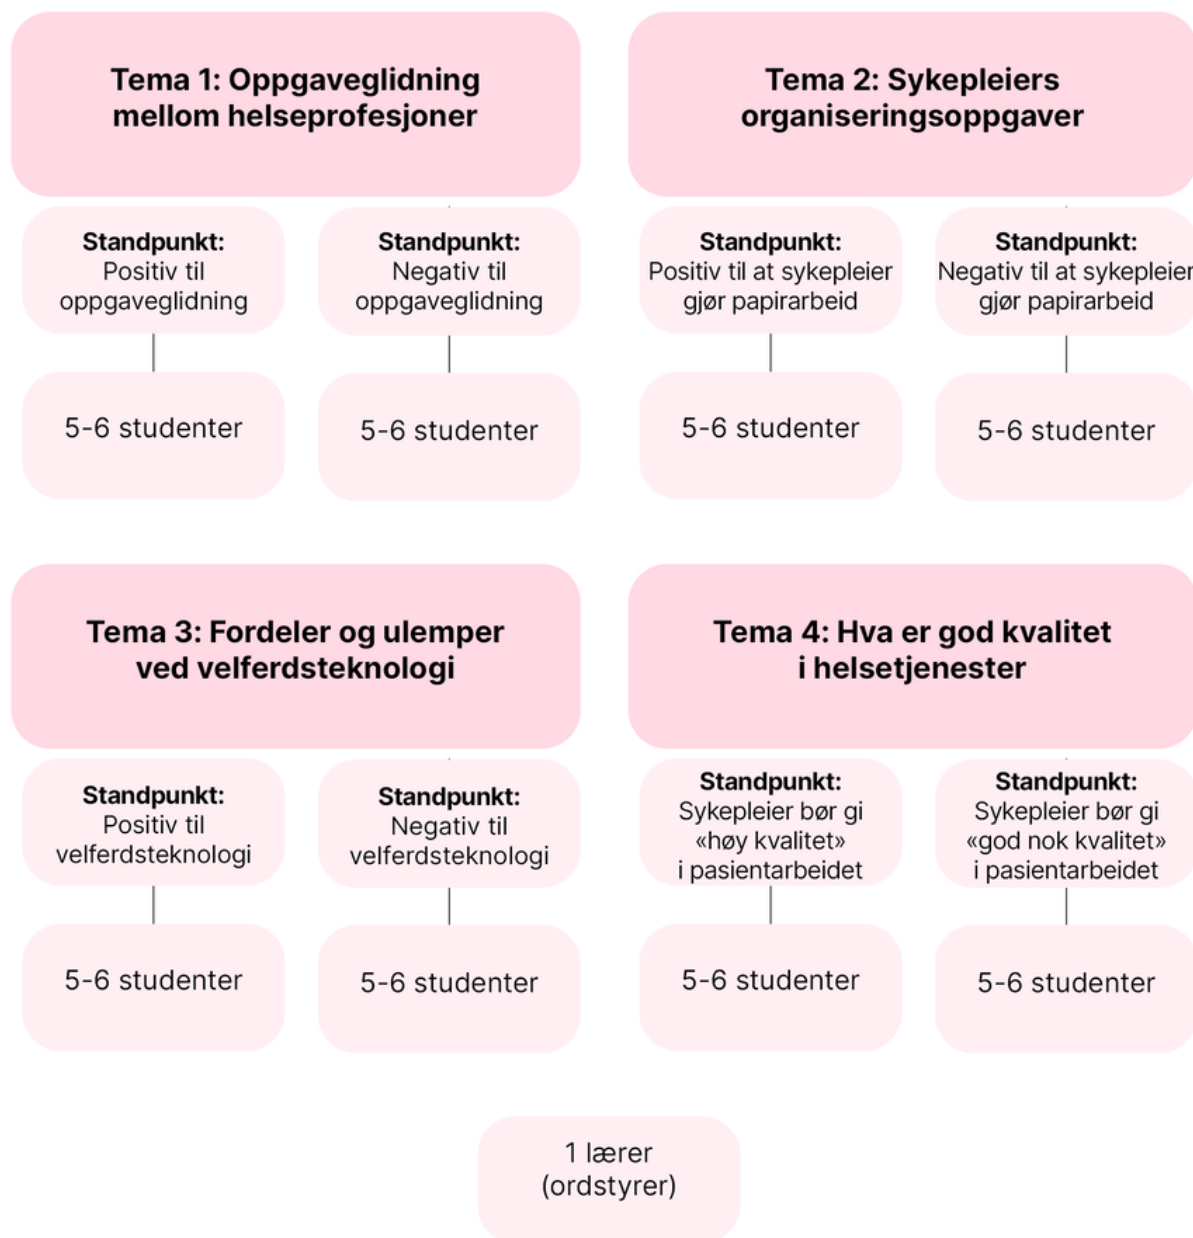 Tema 1: Oppgaveglidning
mellom helseprofesjoner
Tema 2: Sykepleiers
organiseringsoppgaver
Standpunkt:
Positiv til
oppgaveglidning
Standpunkt:
Negativ til
oppgaveglidning
Standpunkt:
Positiv til at sykepleier
gjør papirarbeid
Standpunkt:
Negativ til at sykepleier
gjør papirarbeid
5-6 studenter
5-6 studenter
5-6 studenter
5-6 studenter
Tema 3: Fordeler og ulemper
ved velferdsteknologi
Tema 4: Hva er god kvalitet
i helsetjenester
Standpunkt:
Positiv til
velferdsteknologi
Standpunkt:
Negativ til
velferdsteknologi
Standpunkt:
Sykepleier bør gi
«høy kvalitet»
i pasientarbeidet
Standpunkt:
Sykepleier bør gi
«god nok kvalitet»
i pasientarbeidet
5-6 studenter
5-6 studenter
5-6 studenter
5-6 studenter
1 lærer
(ordstyrer)